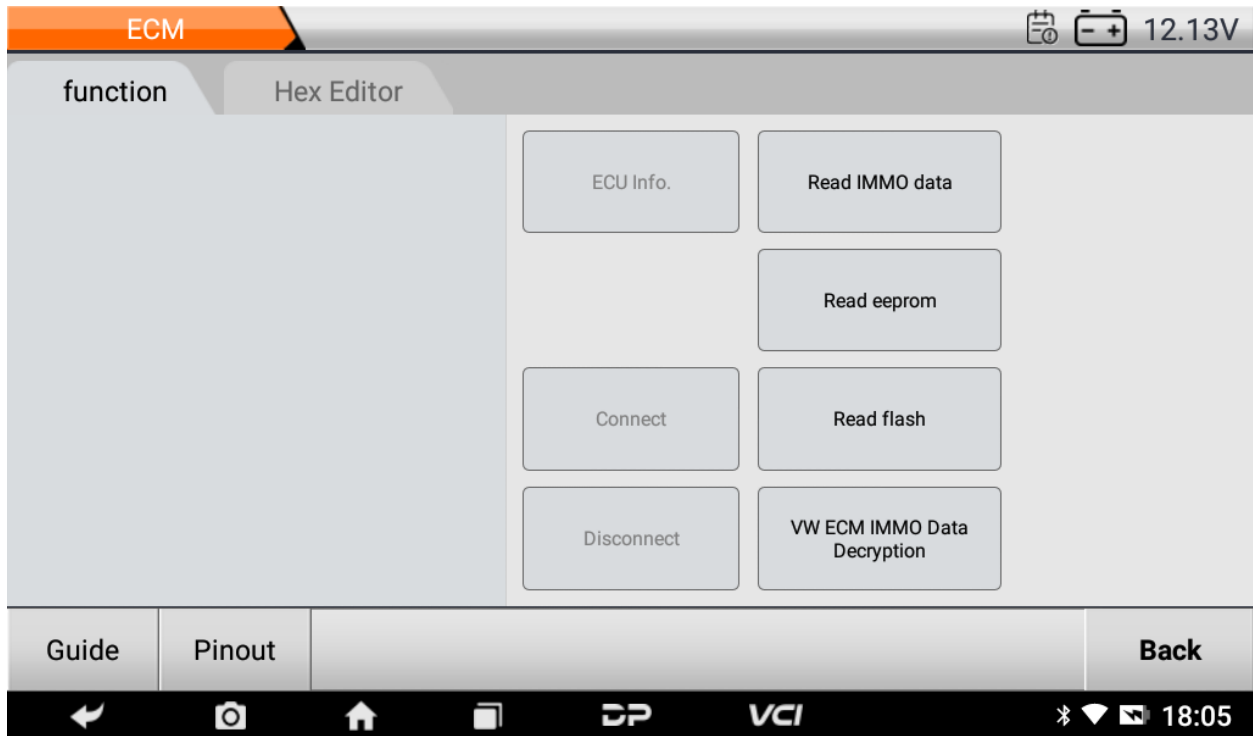 ECM
12.13V
function
Hex Editor
ECU Info.
Read IMMO data
Read eeprom
Connect
Read flash
Disconnect
VW ECM IMMO Data
Decryption
Guide
Pinout
Back
DP
VCI
18:05